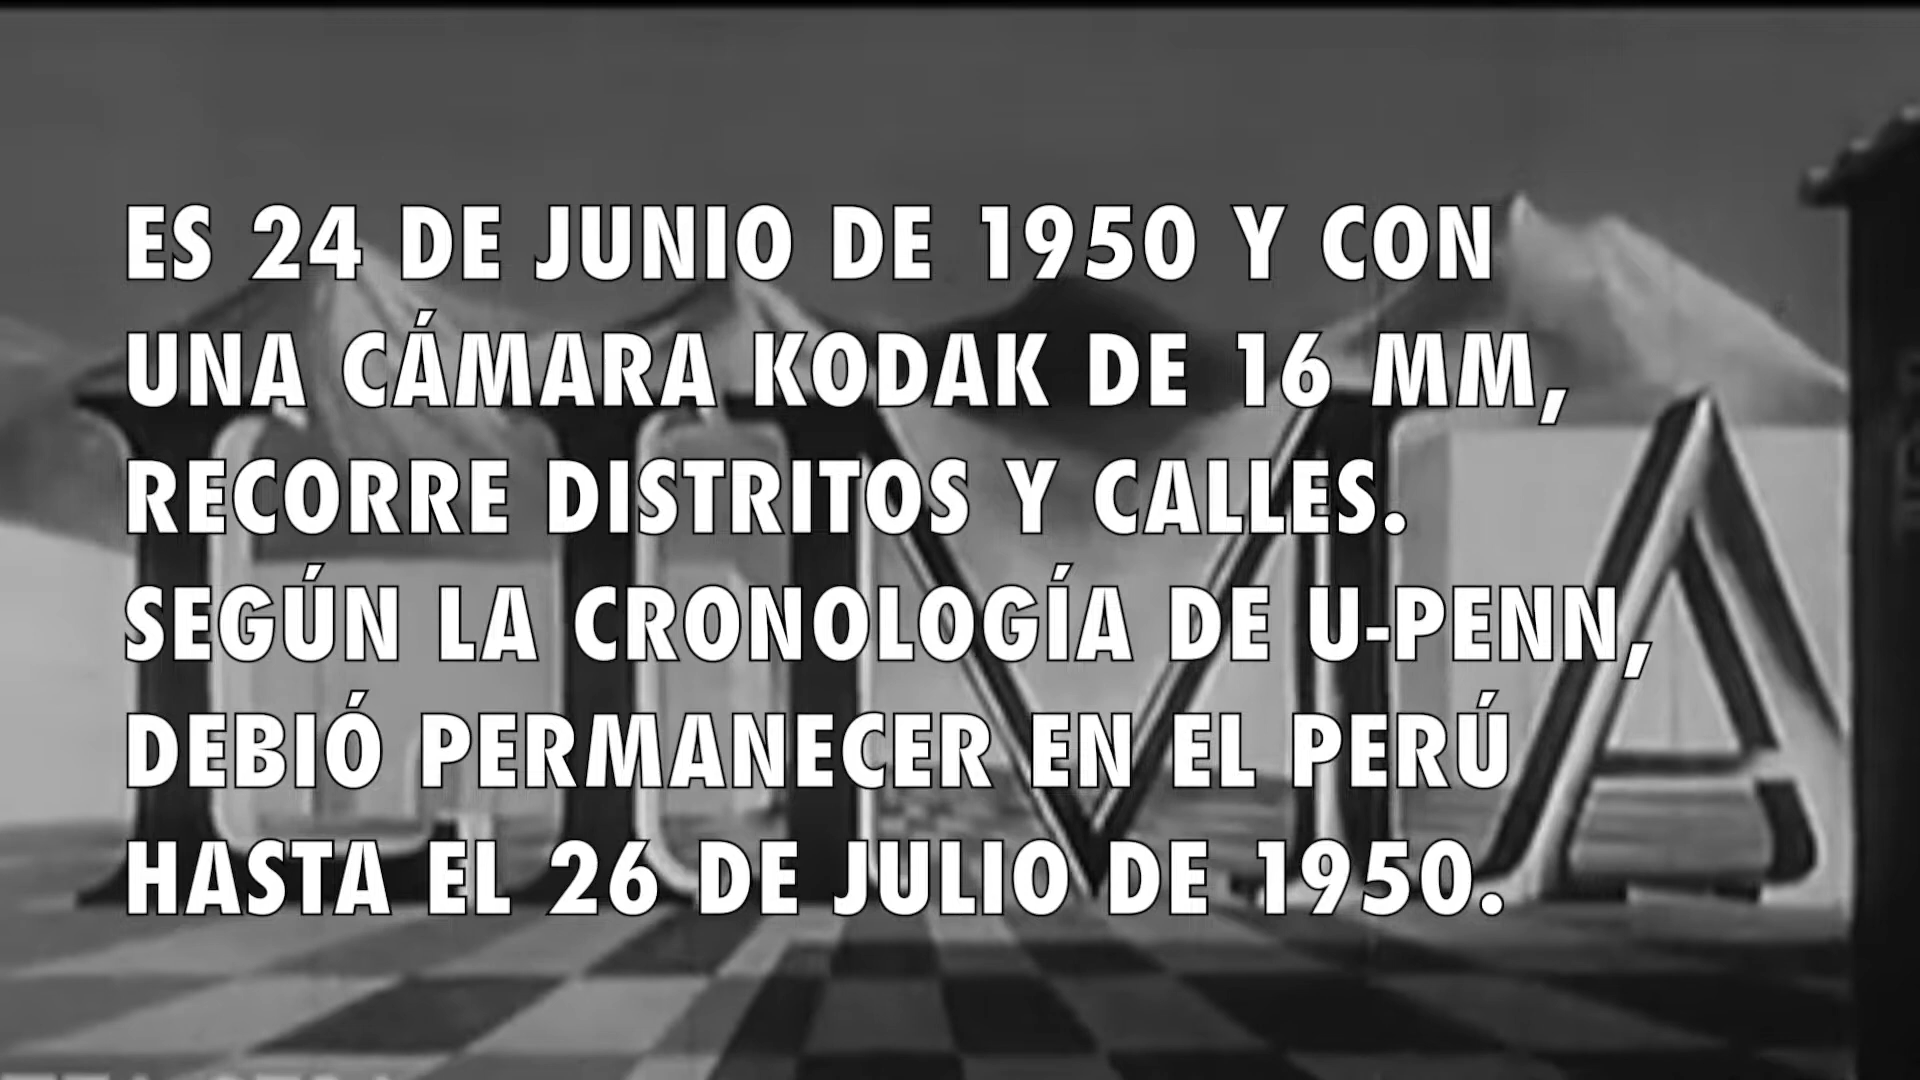 ES 24 DE JUNIO DE 1950 Y CON
UNA CÁMARA KODAK DE 16 MM,
RECORRE DISTRITOS Y CALLES.
SEGÚN LA CRONOLOGÍA DE U-PENN,
DEBIÓ PERMANECER EN EL PERÚ
HASTA EL 26 DE JULIO DE 1950.
LIMA